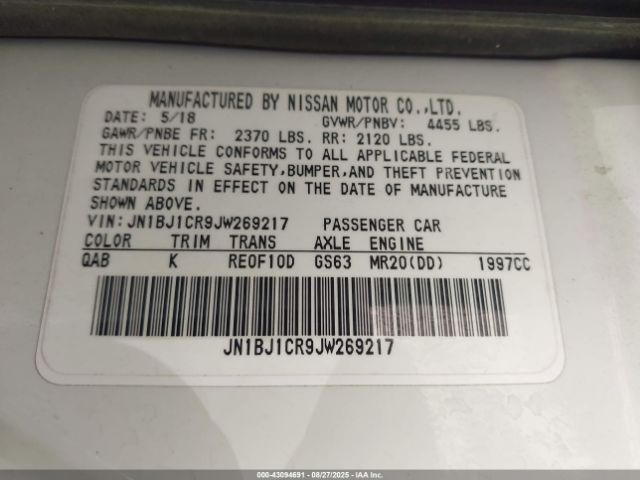 MANUFACTURED BY NISSAN MOTOR CO.,LTD.
DATE: 5/18 GVWR/PNBV: 4455 LBS.
GAWR/PNBE FR: 2370 LBS. RR: 2120 LBS.
THIS VEHICLE CONFORMS TO ALL APPLICABLE FEDERAL
MOTOR VEHICLE SAFETY,BUMPER,AND THEFT PREVENTION
STANDARDS IN EFFECT ON THE DATE OF MANUFACTURE
SHOWN ABOVE.
VIN:JN1BJ1CR9JW269217 PASSENGER CAR
COLOR TRIM TRANS AXLE ENGINE
QAB K RE0F10D GS63 MR20(DD) 1997CC
JN1BJ1CR9JW269217
000-43094691 - 08/27/2025 - COPYRIGHT IAA, LLC.